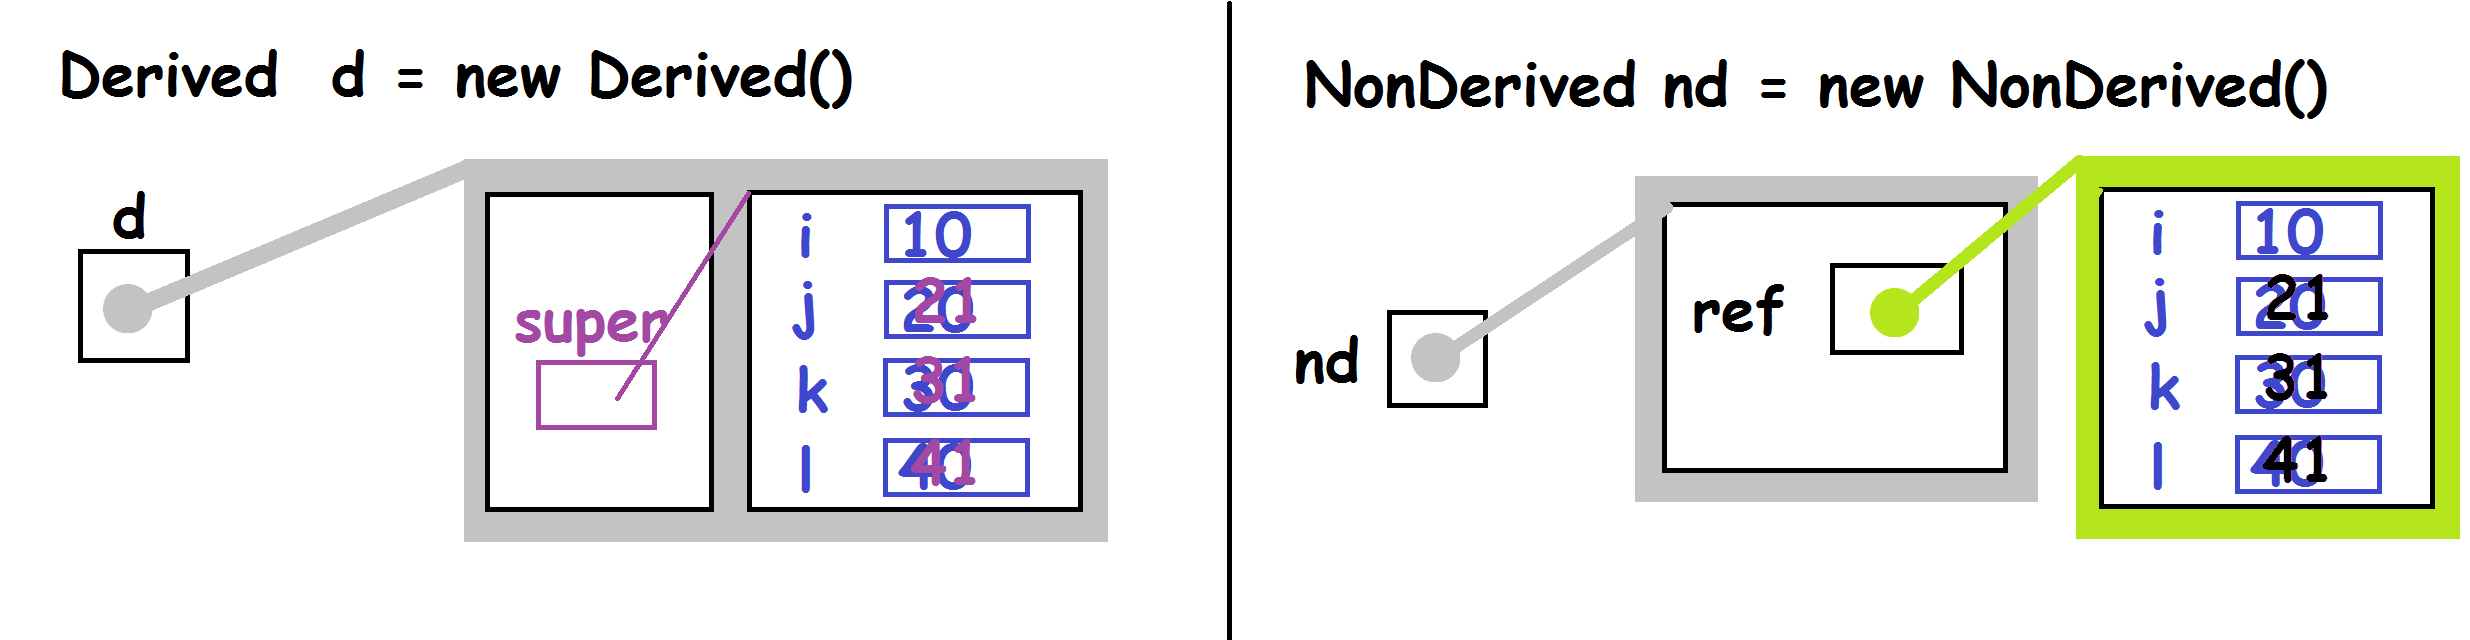 Derived d = new Derived()
d
super
i 10
j 20 21
k 30 31
l 40 41
NonDerived nd = new NonDerived()
nd
ref
i 10
j 20 21
k 30 31
l 40 41